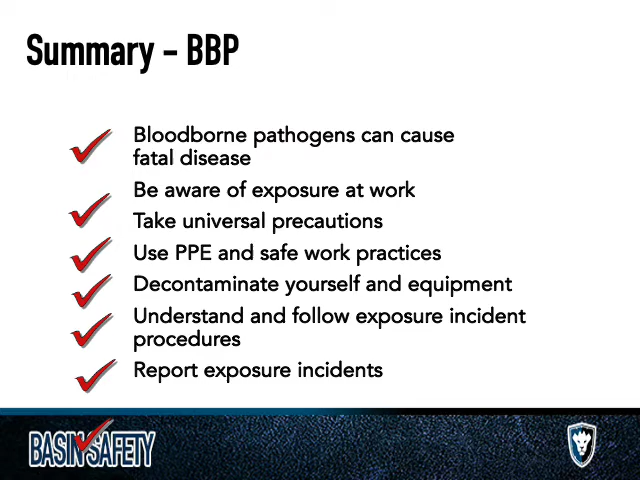 Summary - BBP
Bloodborne pathogens can cause
fatal disease
Be aware of exposure at work
Take universal precautions
Use PPE and safe work practices
Decontaminate yourself and equipment
Understand and follow exposure incident
procedures
Report exposure incidents
BASIN SAFETY